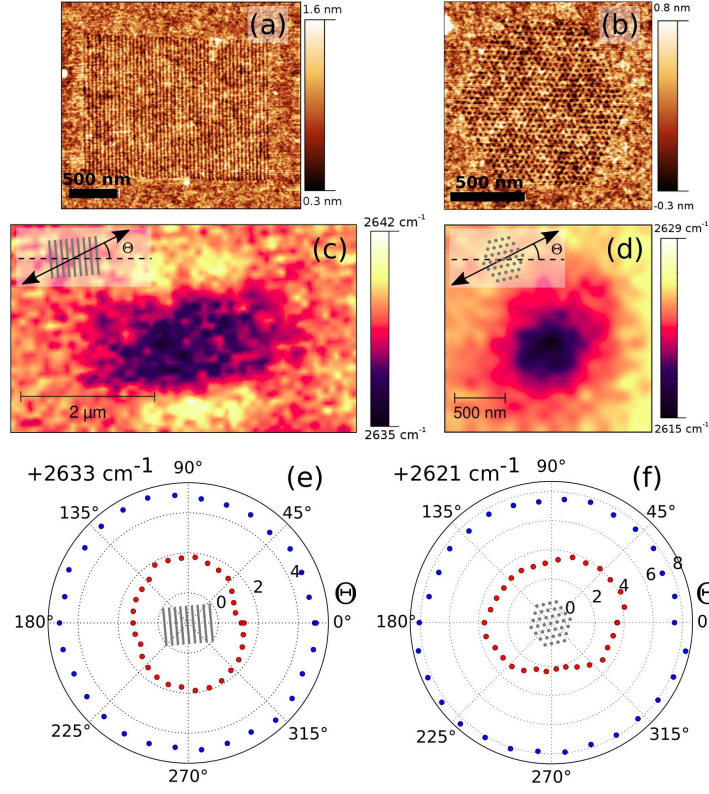 (a)
1.6 nm
500 nm
0.3 nm
(b)
0.8 nm
500 nm
-0.3 nm
(c)
Θ
2 μm
2642 cm⁻¹
2635 cm⁻¹
(d)
Θ
500 nm
2629 cm⁻¹
2615 cm⁻¹
+2633 cm⁻¹
(e)
90°
135°
45°
4
2
0
180°
0°
Θ
225°
315°
270°
+2621 cm⁻¹
(f)
90°
135°
45°
8
6
4
2
0
180°
0°
Θ
225°
315°
270°